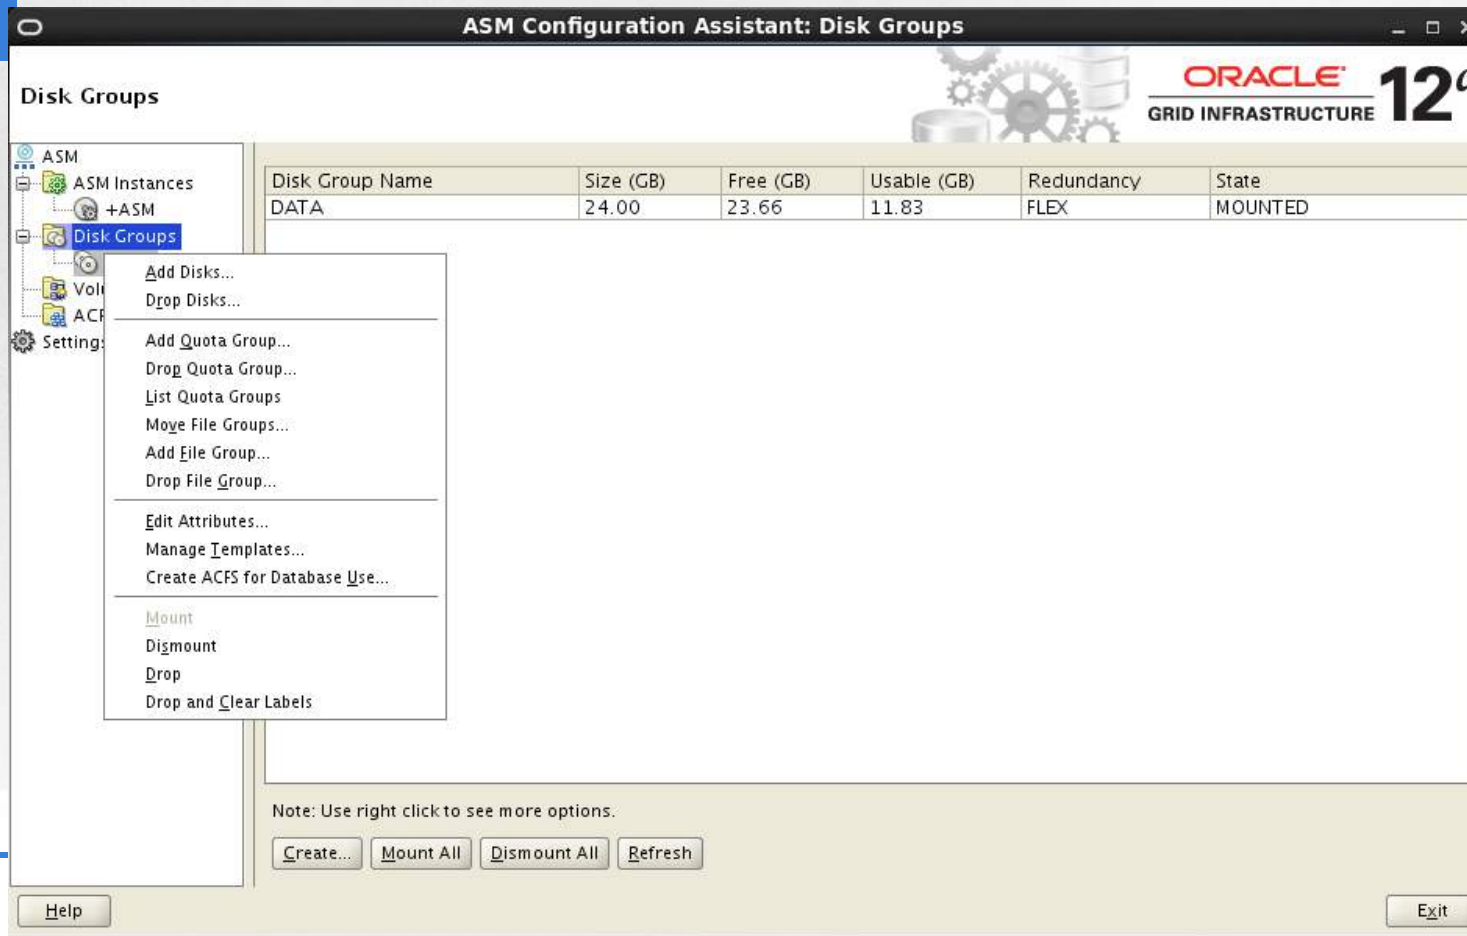 ASM Configuration Assistant: Disk Groups
Disk Groups
ORACLE
GRID INFRASTRUCTURE
12c
ASM
ASM Instances
+ASM
Disk Groups
Settings
Disk Group Name Size (GB) Free (GB) Usable (GB) Redundancy State
DATA 24.00 23.66 11.83 FLEX MOUNTED
Add Disks...
Drop Disks...
Add Quota Group...
Drop Quota Group...
List Quota Groups
Move File Groups...
Add File Group...
Drop File Group...
Edit Attributes...
Manage Templates...
Create ACFS for Database Use...
Mount
Dismount
Drop
Drop and Clear Labels
Note: Use right click to see more options.
Create... Mount All Dismount All Refresh
Help Exit